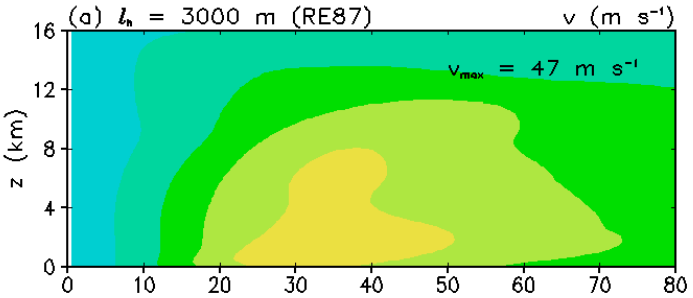 (a) lₕ = 3000 m (RE87) v (m s⁻¹)
16
vₘₐₓ = 47 m s⁻¹
12
z (km)
8
4
0
0 10 20 30 40 50 60 70 80